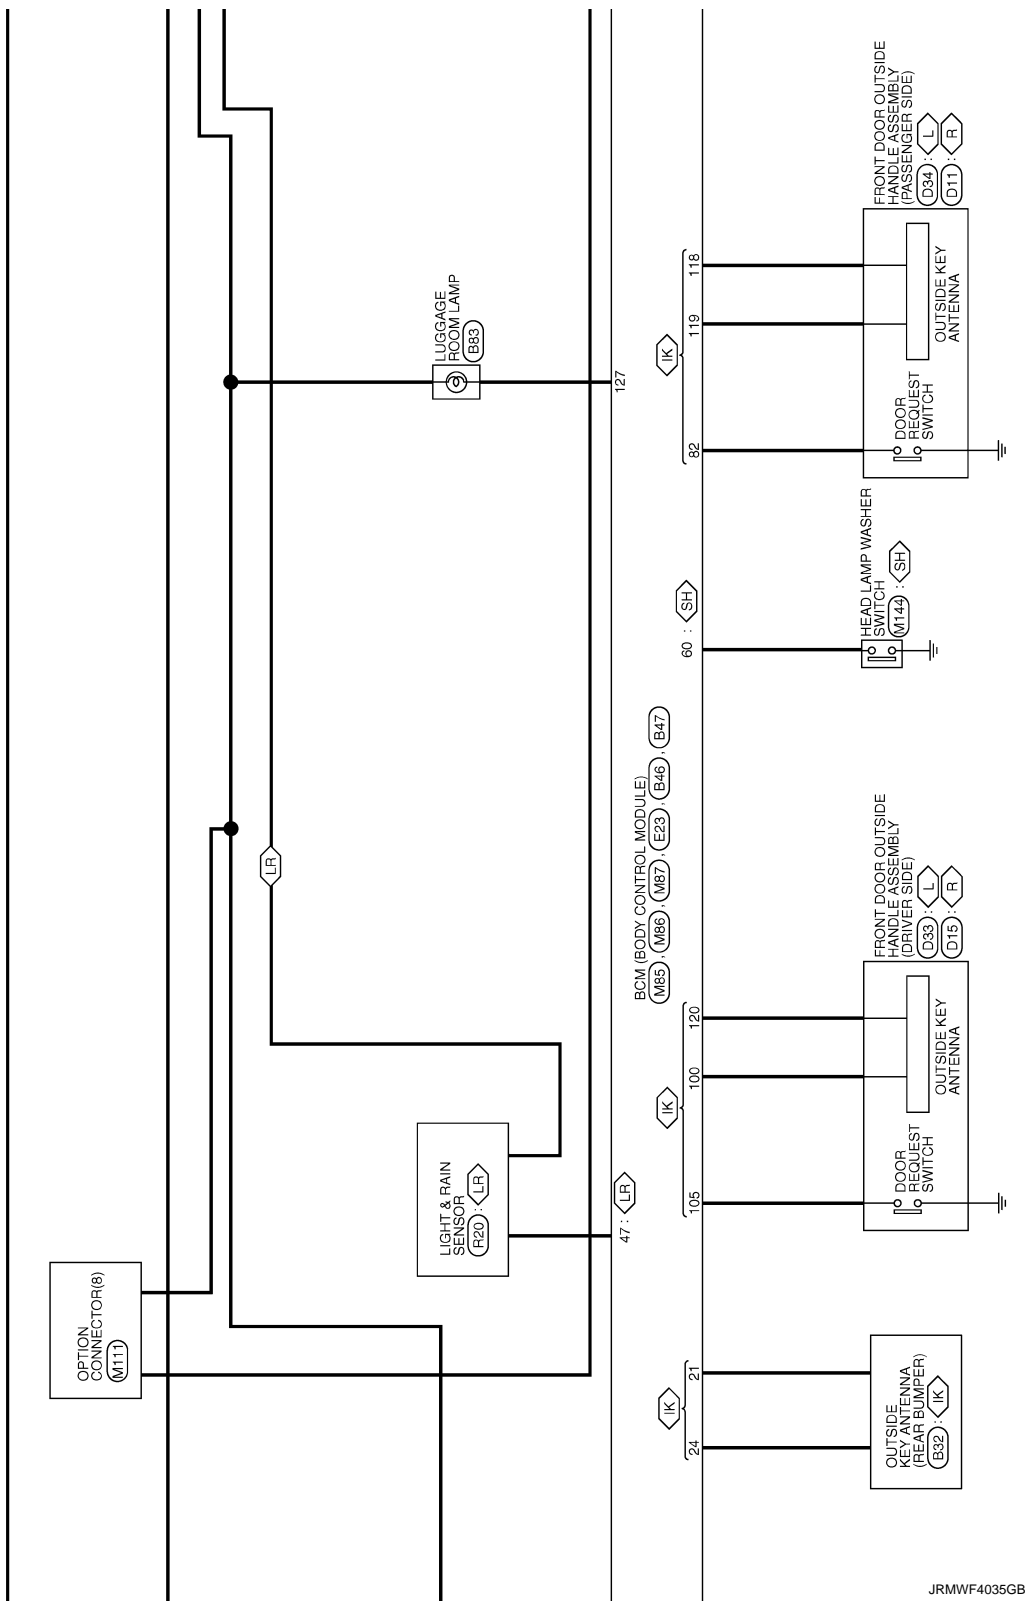 OPTION
CONNECTOR(8)
M111
LIGHT & RAIN
SENSOR
R20 : LR
LR
LUGGAGE
ROOM LAMP
B83
47 : LR
127
BCM (BODY CONTROL MODULE)
M85 , M86 , M87 , E23 , B46 , B47
IK
24
21
IK
105
100
120
60 : SH
IK
82
119
118
OUTSIDE
KEY ANTENNA
(REAR BUMPER)
B32 : IK
DOOR
REQUEST
SWITCH
OUTSIDE KEY
ANTENNA
FRONT DOOR OUTSIDE
HANDLE ASSEMBLY
(DRIVER SIDE)
D33 : L
D15 : R
HEAD LAMP WASHER
SWITCH
M144 : SH
DOOR
REQUEST
SWITCH
OUTSIDE KEY
ANTENNA
FRONT DOOR OUTSIDE
HANDLE ASSEMBLY
(PASSENGER SIDE)
D34 : L
D11 : R
JRMWF4035GB